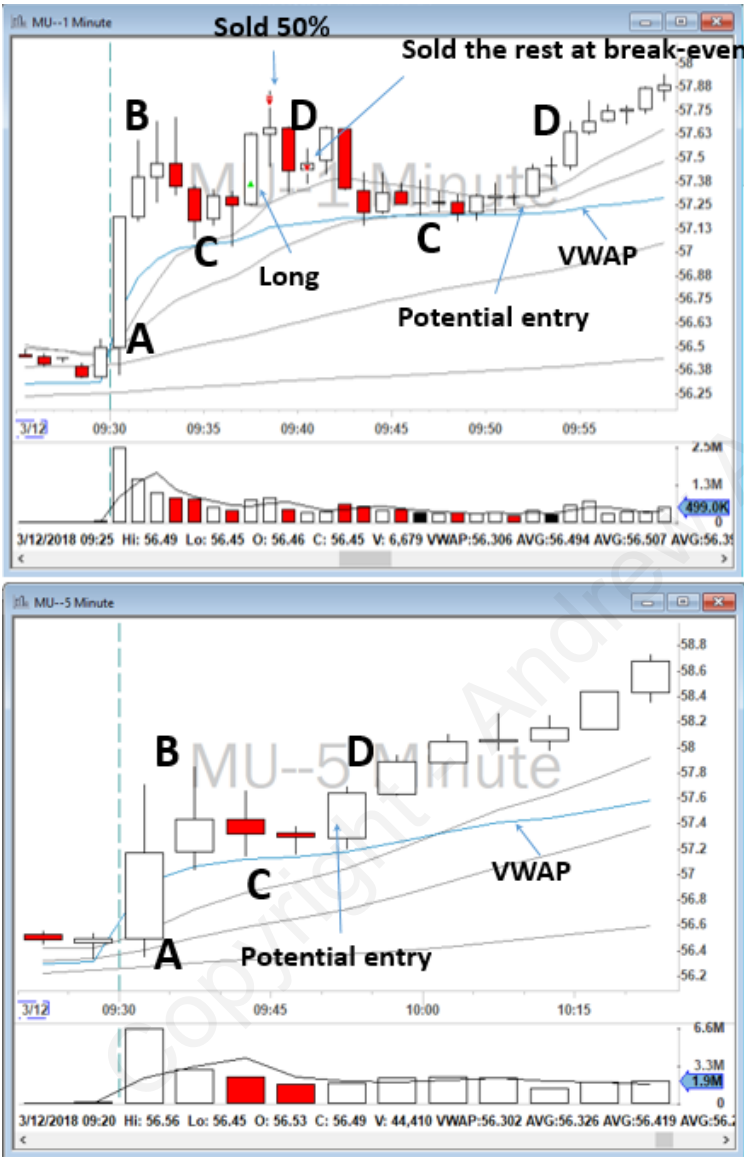 MU--1 Minute
Sold 50%
Sold the rest at break-even
B
D
D
MU--1 Minute
C
C
Long
VWAP
A
Potential entry
58
57.88
57.75
57.63
57.5
57.38
57.25
57.13
57
56.88
56.75
56.63
56.5
56.38
56.25
3/12 09:30 09:35 09:40 09:45 09:50 09:55
2.5M
1.3M
499.0K
0
3/12/2018 09:25 Hi: 56.49 Lo: 56.45 O: 56.46 C: 56.45 V: 6,679 VWAP:56.306 AVG:56.494 AVG:56.507 AVG:56.39
MU--5 Minute
B
D
MU--5 Minute
C
VWAP
A
Potential entry
58.8
58.6
58.4
58.2
58
57.8
57.6
57.4
57.2
57
56.8
56.6
56.4
56.2
3/12 09:30 09:45 10:00 10:15
6.6M
3.3M
1.9M
0
3/12/2018 09:20 Hi: 56.56 Lo: 56.45 O: 56.53 C: 56.49 V: 44,410 VWAP:56.302 AVG:56.326 AVG:56.419 AVG:56.2
Copyright - Andrew A